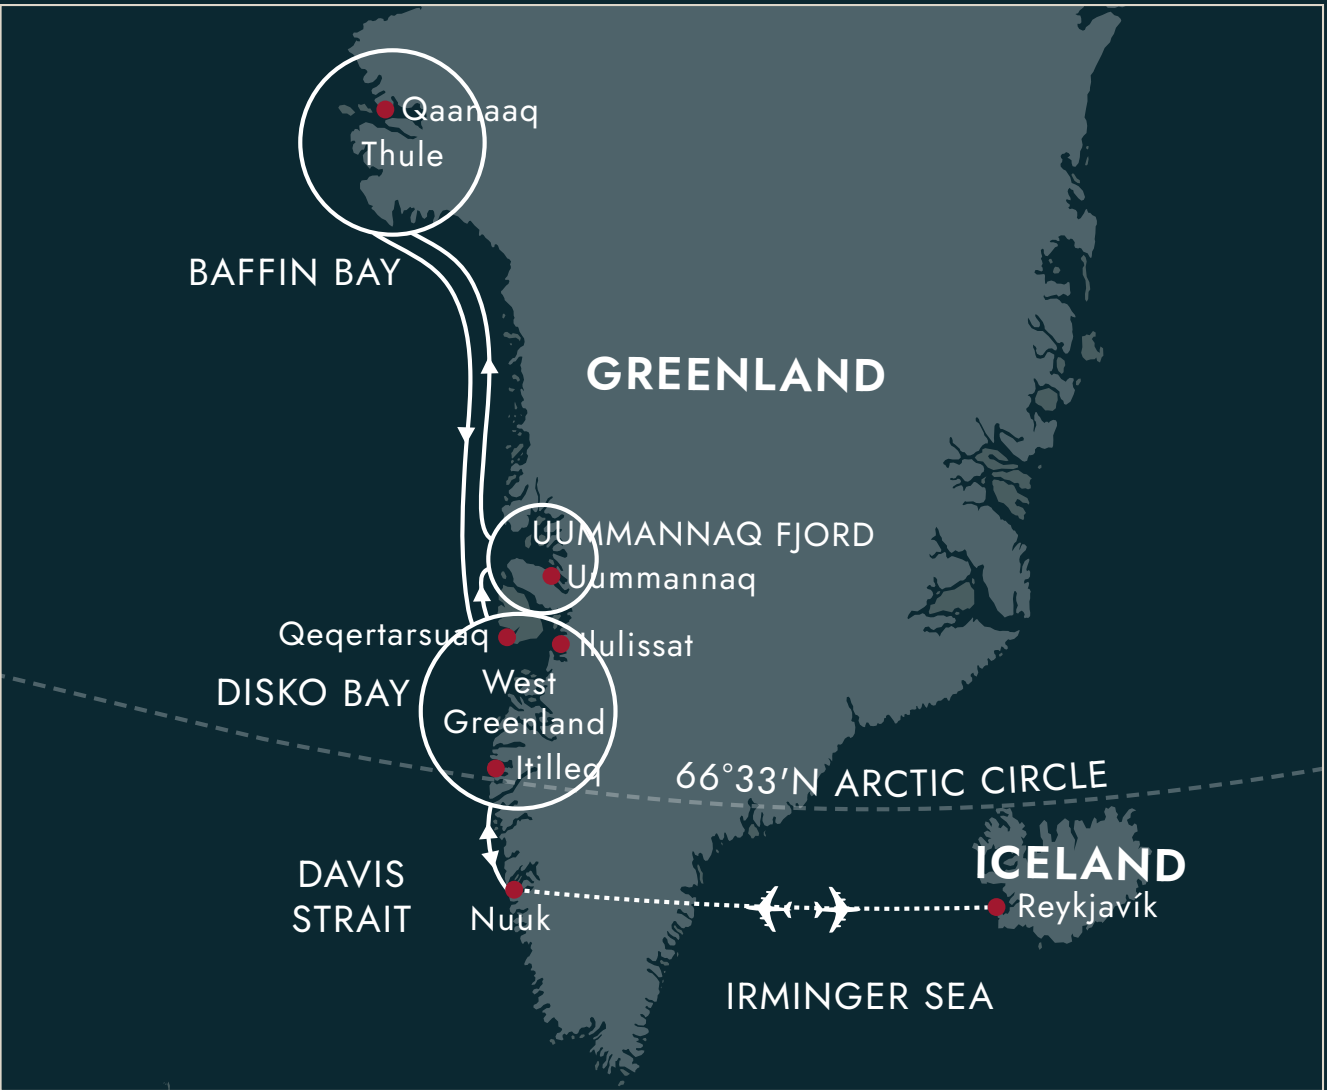 Qaanaaq
Thule
BAFFIN BAY
GREENLAND
UUMMANNAQ FJORD
Uummannaq
Qeqertarsuaq
Ilulissat
West
Greenland
DISKO BAY
Itilleq
66°33'N ARCTIC CIRCLE
ICELAND
Reykjavík
DAVIS
STRAIT
Nuuk
IRMINGER SEA